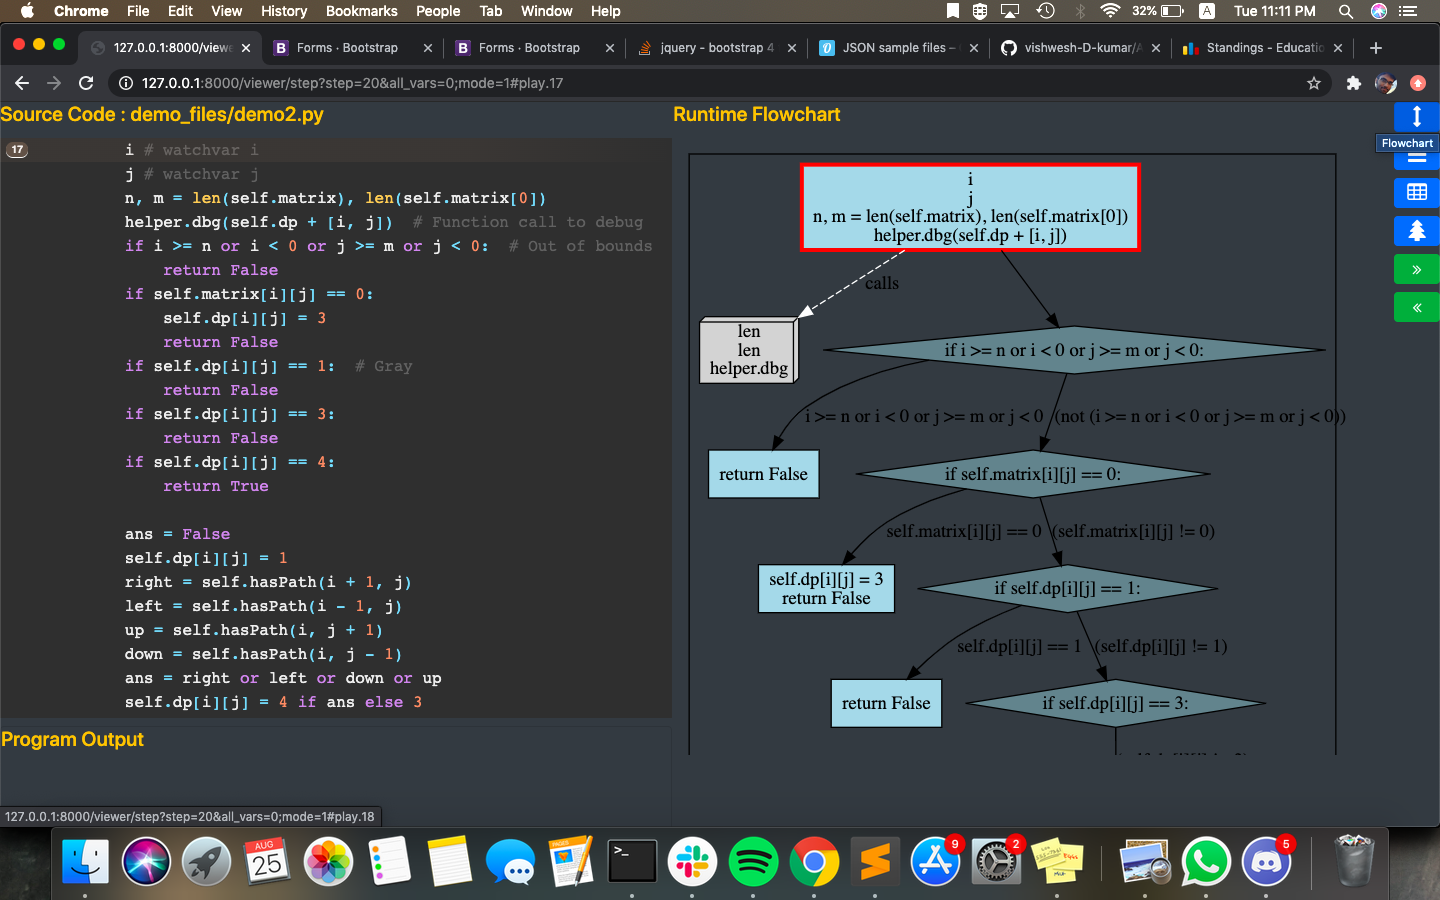 Chrome File Edit View History Bookmarks People Tab Window Help 32% A Tue 11:11 PM
127.0.0.1:8000/view Forms · Bootstrap Forms · Bootstrap jquery - bootstrap 4 JSON sample files – vishwesh-D-kumar/A Standings - Educatio
127.0.0.1:8000/viewer/step?step=20&all_vars=0;mode=1#play.17
Source Code : demo_files/demo2.py
17
i # watchvar i
j # watchvar j
n, m = len(self.matrix), len(self.matrix[0])
helper.dbg(self.dp + [i, j])  # Function call to debug
if i >= n or i < 0 or j >= m or j < 0:  # Out of bounds
    return False
if self.matrix[i][j] == 0:
    self.dp[i][j] = 3
    return False
if self.dp[i][j] == 1:  # Gray
    return False
if self.dp[i][j] == 3:
    return False
if self.dp[i][j] == 4:
    return True
ans = False
self.dp[i][j] = 1
right = self.hasPath(i + 1, j)
left = self.hasPath(i - 1, j)
up = self.hasPath(i, j + 1)
down = self.hasPath(i, j - 1)
ans = right or left or down or up
self.dp[i][j] = 4 if ans else 3
Program Output
127.0.0.1:8000/viewer/step?step=20&all_vars=0;mode=1#play.18
Runtime Flowchart
Flowchart
i
j
n, m = len(self.matrix), len(self.matrix[0])
helper.dbg(self.dp + [i, j])
calls
len
len
helper.dbg
if i >= n or i < 0 or j >= m or j < 0:
i >= n or i < 0 or j >= m or j < 0
(not (i >= n or i < 0 or j >= m or j < 0))
return False
if self.matrix[i][j] == 0:
self.matrix[i][j] == 0
(self.matrix[i][j] != 0)
self.dp[i][j] = 3
return False
if self.dp[i][j] == 1:
self.dp[i][j] == 1
(self.dp[i][j] != 1)
return False
if self.dp[i][j] == 3:
AUG
25
PAGES
>_
9
2
5